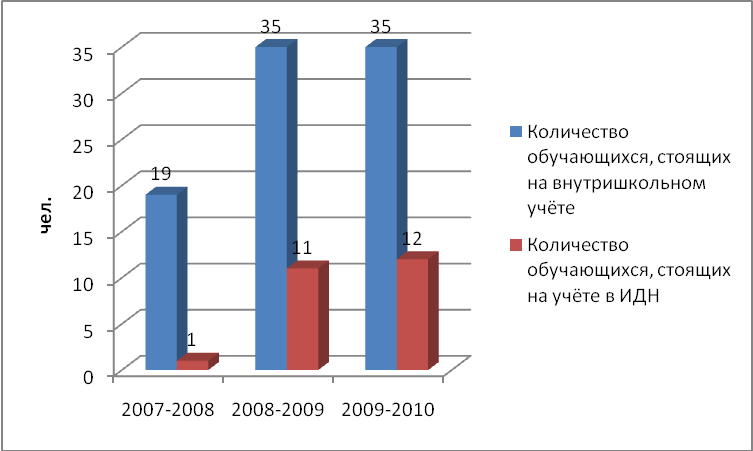 35 35
35
30
25
20
15
10
5
0
19
1
11
12
чел.
2007-2008 2008-2009 2009-2010
Количество
обучающихся, стоящих
на внутришкольном
учёте
Количество
обучающихся, стоящих
на учёте в ИДН